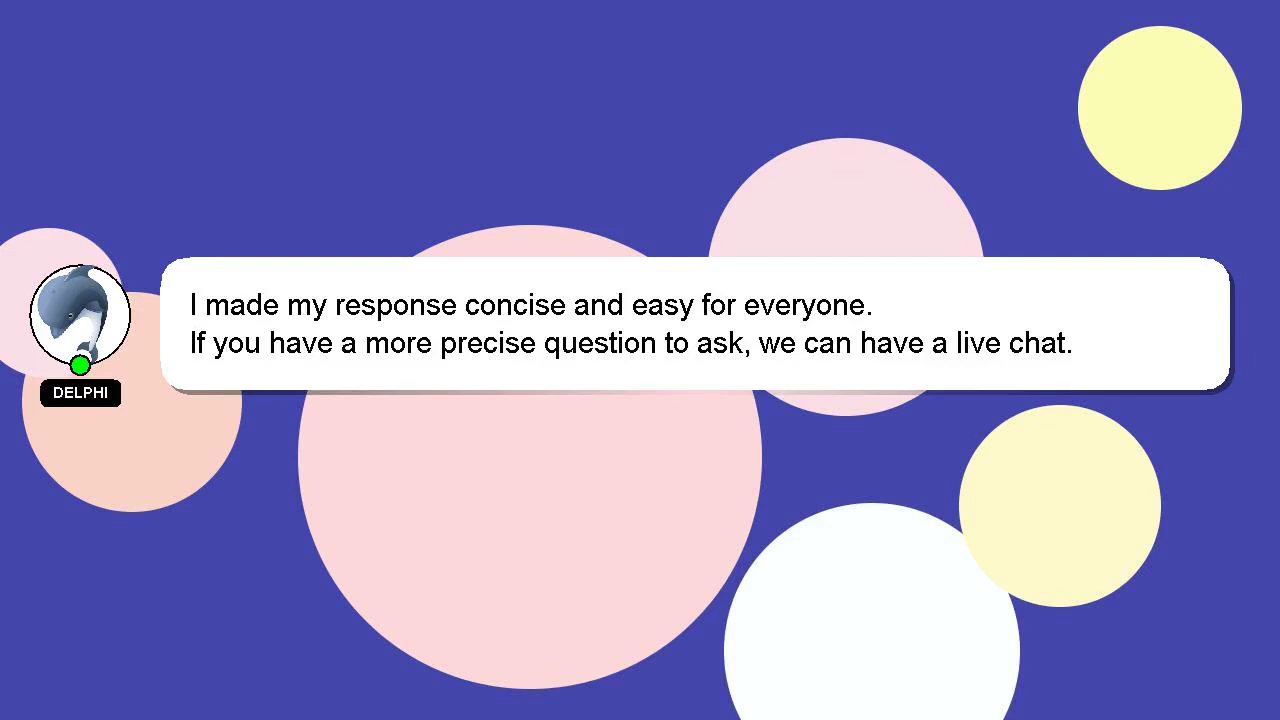 I made my response concise and easy for everyone.
If you have a more precise question to ask, we can have a live chat.
DELPHI